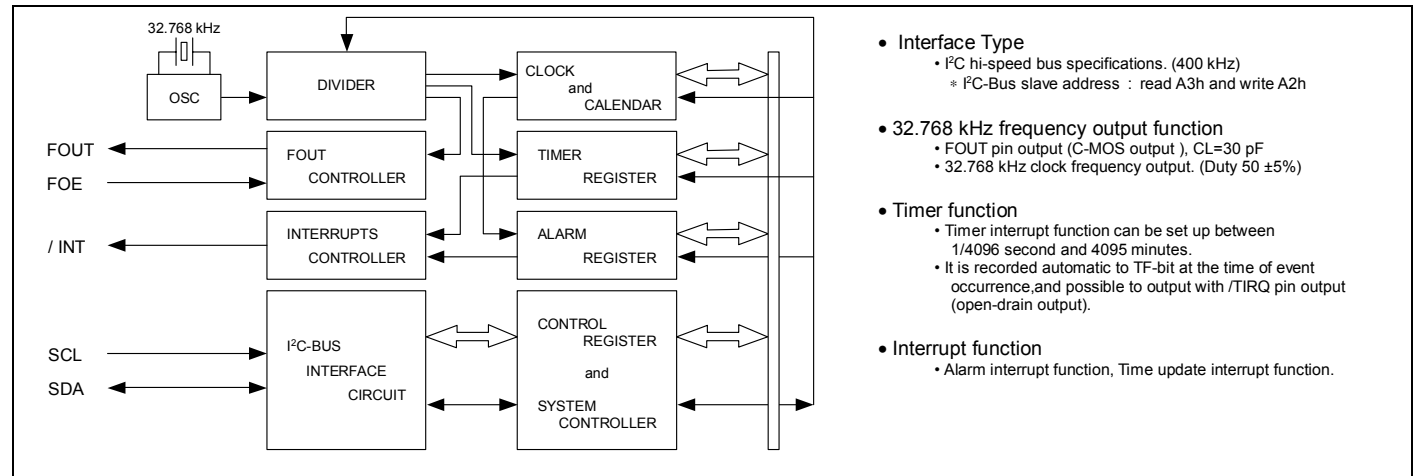 32.768 kHz
OSC
DIVIDER
CLOCK
and
CALENDAR
FOUT
FOE
FOUT
CONTROLLER
TIMER
REGISTER
/ INT
INTERRUPTS
CONTROLLER
ALARM
REGISTER
SCL
SDA
I²C-BUS
INTERFACE
CIRCUIT
CONTROL
REGISTER
and
SYSTEM
CONTROLLER
• Interface Type
• I²C hi-speed bus specifications. (400 kHz)
∗ I²C-Bus slave address : read A3h and write A2h
• 32.768 kHz frequency output function
• FOUT pin output (C-MOS output ), CL=30 pF
• 32.768 kHz clock frequency output. (Duty 50 ±5%)
• Timer function
• Timer interrupt function can be set up between
1/4096 second and 4095 minutes.
• It is recorded automatic to TF-bit at the time of event
occurrence,and possible to output with /TIRQ pin output
(open-drain output).
• Interrupt function
• Alarm interrupt function, Time update interrupt function.